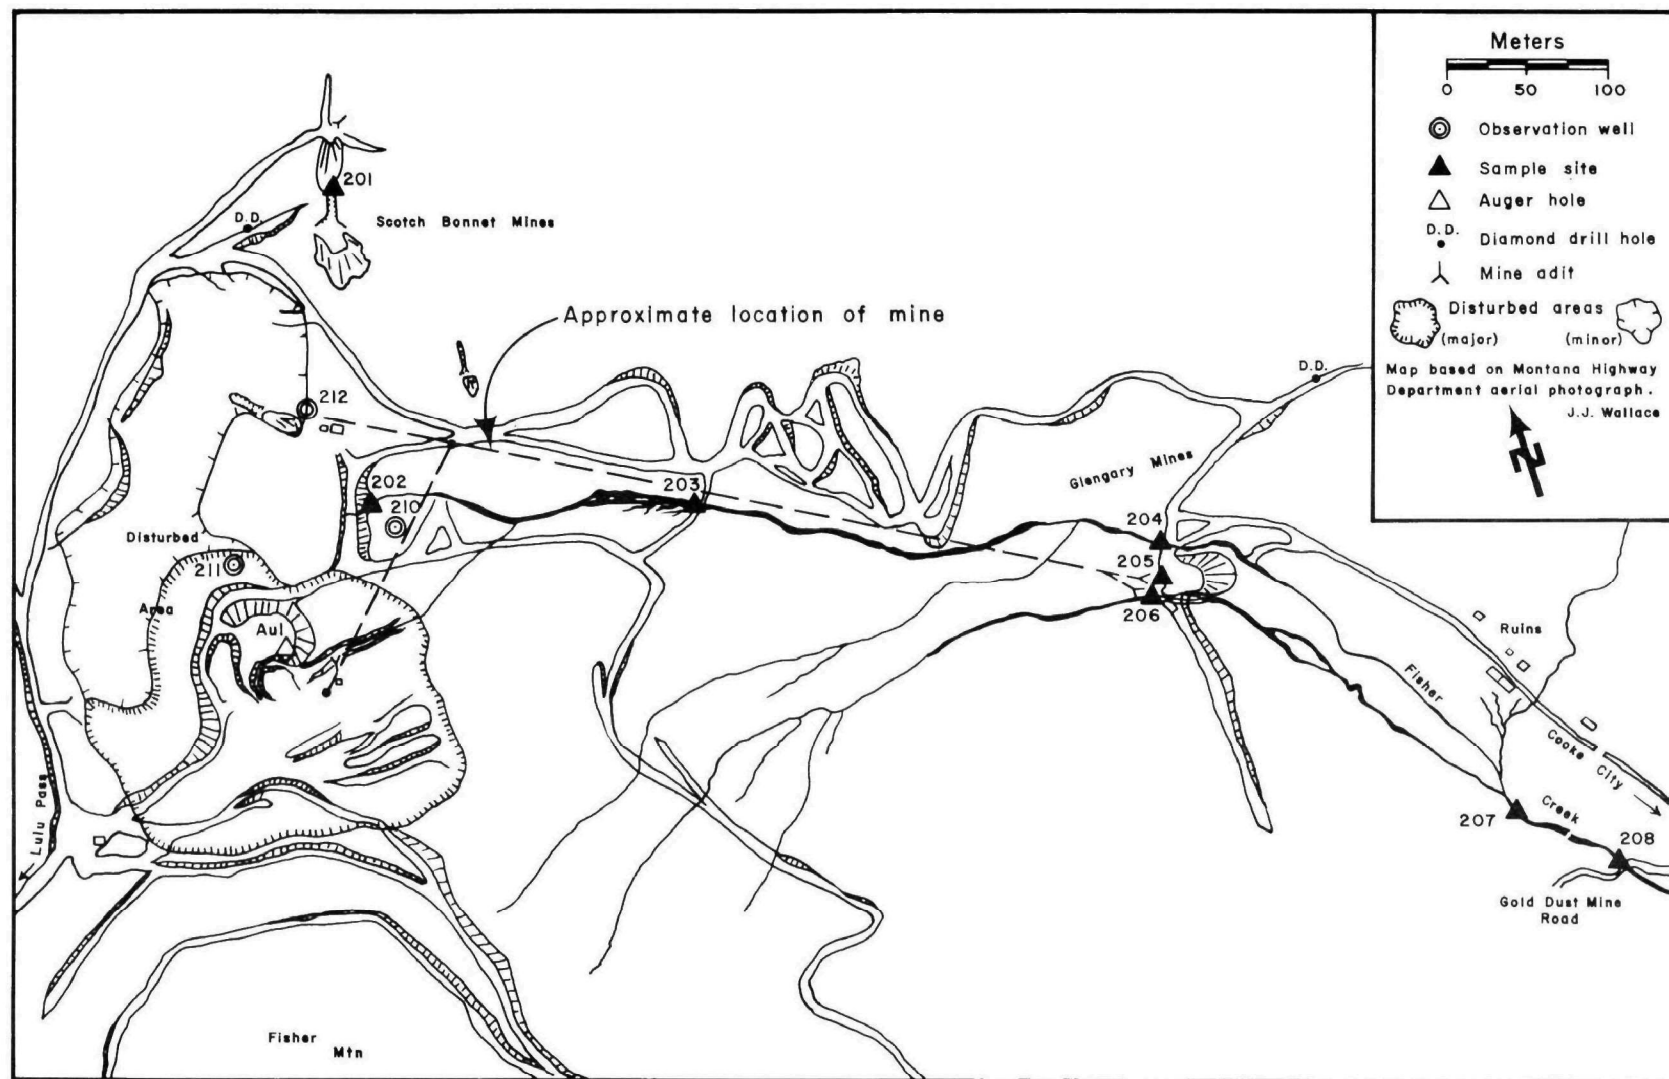 Meters
0 50 100
Observation well
Sample site
Auger hole
D.D.
Diamond drill hole
Mine adit
Disturbed areas
(major) (minor)
Map based on Montana Highway
Department aerial photograph.
J.J. Wallace
N
201
D.D.
Scotch Bonnet Mines
Approximate location of mine
D.D.
212
Glengary Mines
202
203
210
204
Disturbed
205
211
206
Area
Au1
Ruins
Fisher
Cooke City
Lulu Pass
Creek
207
208
Gold Dust Mine
Road
Fisher
Mtn